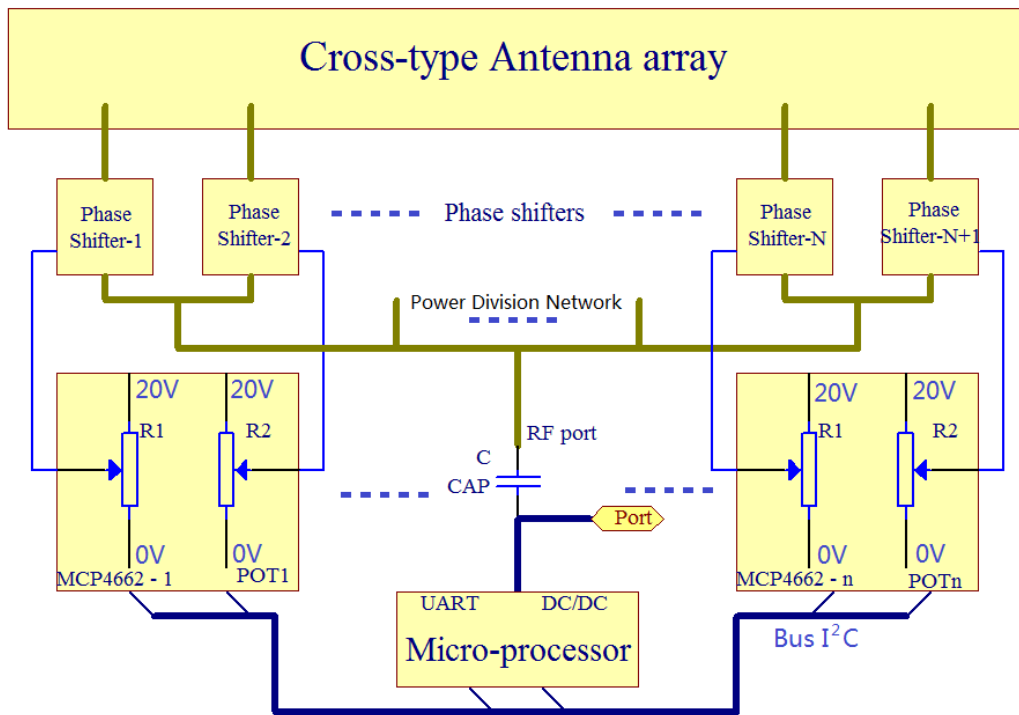 Cross-type Antenna array
Phase
Shifter-1
Phase
Shifter-2
Phase shifters
Phase
Shifter-N
Phase
Shifter-N+1
Power Division Network
20V
R1
20V
R2
0V
0V
MCP4662 - 1
POT1
RF port
C
CAP
Port
20V
R1
20V
R2
0V
0V
MCP4662 - n
POTn
UART
DC/DC
Micro-processor
Bus I²C